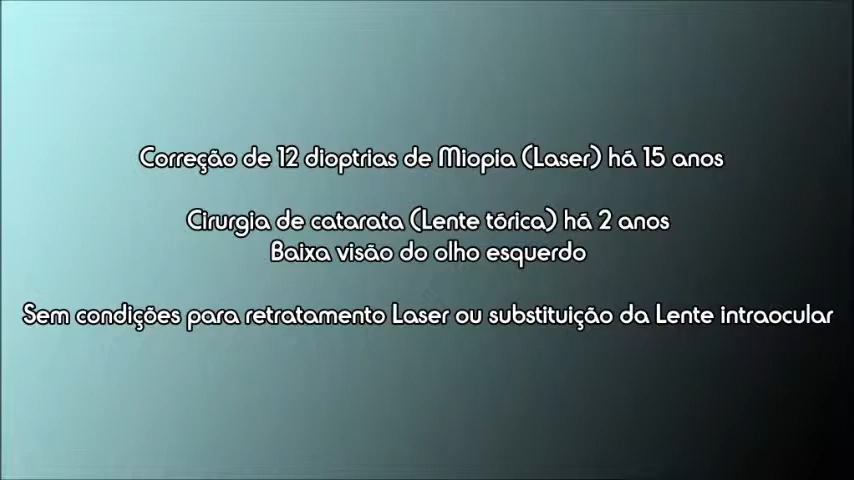 Correção de 12 dioptrias de Miopia (Laser) há 15 anos
Cirurgia de catarata (Lente tórica) há 2 anos
Baixa visão do olho esquerdo
Sem condições para retratamento Laser ou substituição da Lente intraocular